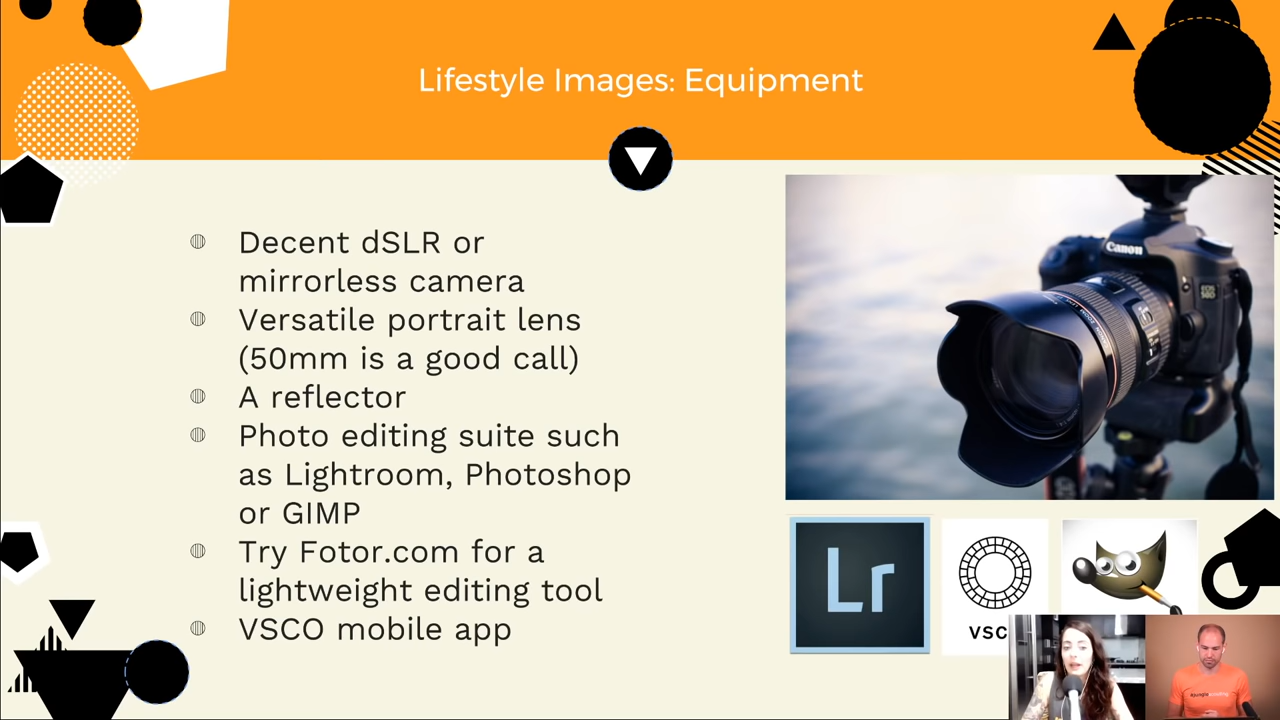 Lifestyle Images: Equipment
Decent dSLR or
mirrorless camera
Versatile portrait lens
(50mm is a good call)
A reflector
Photo editing suite such
as Lightroom, Photoshop
or GIMP
Try Fotor.com for a
lightweight editing tool
VSCO mobile app
Canon
EOS
50D
Lr
VSC